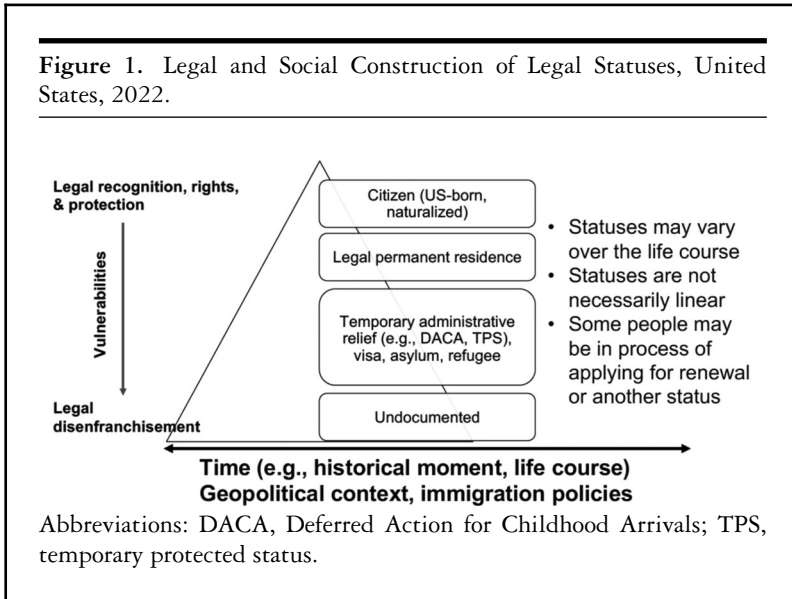 Figure 1. Legal and Social Construction of Legal Statuses, United
States, 2022.
Legal recognition, rights,
& protection
Vulnerabilities
Legal
disenfranchisement
Citizen (US-born,
naturalized)
Legal permanent residence
Temporary administrative
relief (e.g., DACA, TPS),
visa, asylum, refugee
Undocumented
• Statuses may vary
over the life course
• Statuses are not
necessarily linear
• Some people may
be in process of
applying for renewal
or another status
Time (e.g., historical moment, life course)
Geopolitical context, immigration policies
Abbreviations: DACA, Deferred Action for Childhood Arrivals; TPS,
temporary protected status.